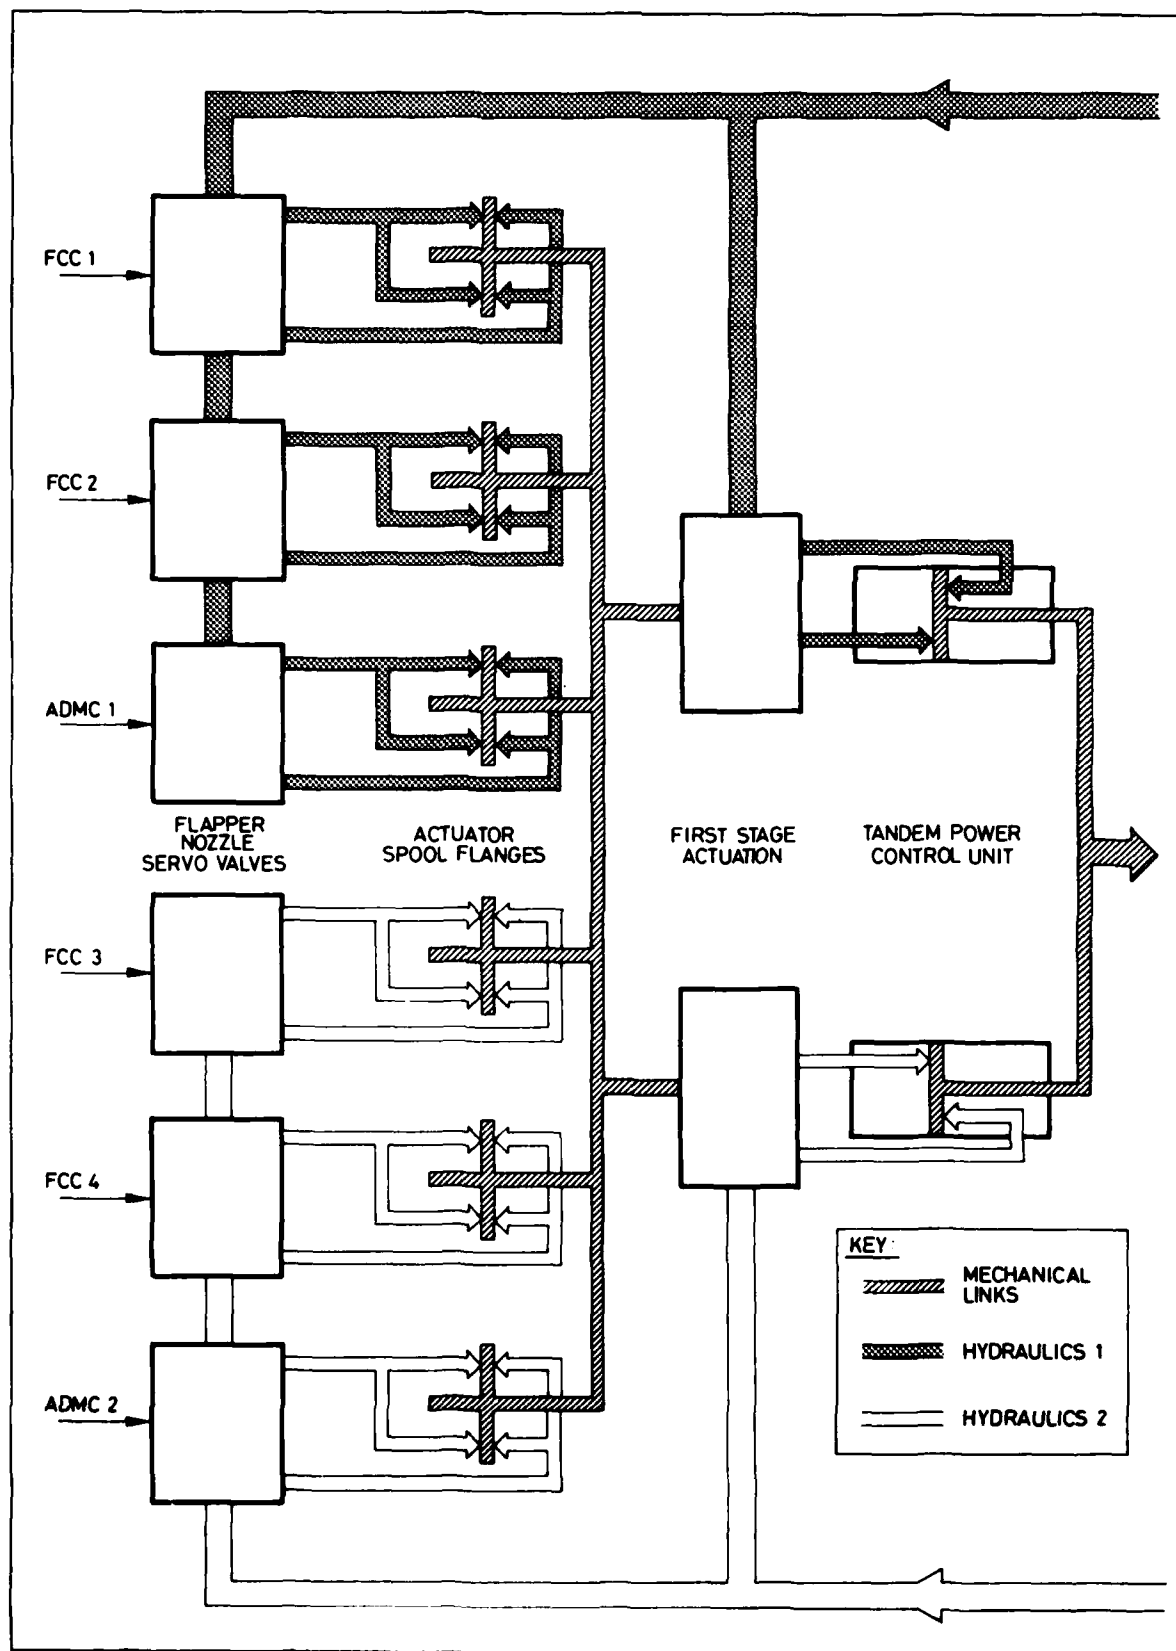 FCC 1
FCC 2
ADMC 1
FLAPPER
NOZZLE
SERVO VALVES
ACTUATOR
SPOOL FLANGES
FIRST STAGE
ACTUATION
TANDEM POWER
CONTROL UNIT
FCC 3
FCC 4
ADMC 2
KEY:
MECHANICAL
LINKS
HYDRAULICS 1
HYDRAULICS 2